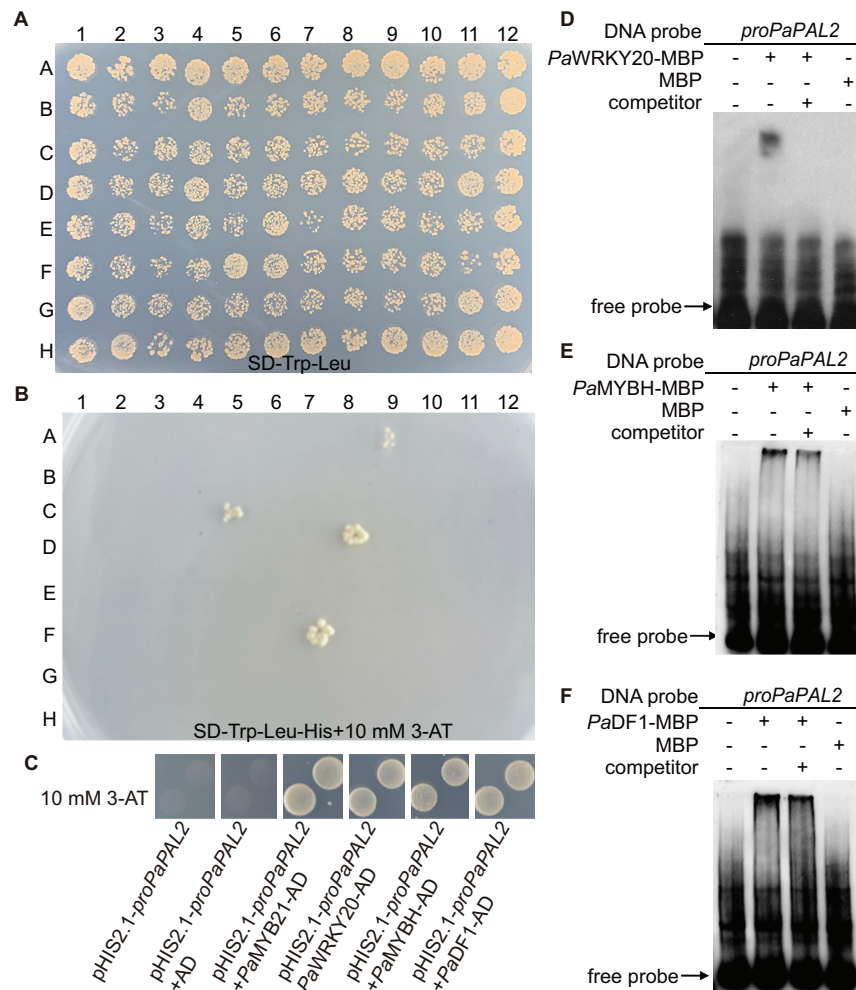 A
1 2 3 4 5 6 7 8 9 10 11 12
A
B
C
D
E
F
G
H
SD-Trp-Leu
B
1 2 3 4 5 6 7 8 9 10 11 12
A
B
C
D
E
F
G
H
SD-Trp-Leu-His+10 mM 3-AT
C
10 mM 3-AT
pHIS2.1-proPaPAL2
pHIS2.1-proPaPAL2
+AD
pHIS2.1-proPaPAL2
+PaMYB21-AD
pHIS2.1-proPaPAL2
PaWRKY20-AD
pHIS2.1-proPaPAL2
+PaMYBH-AD
pHIS2.1-proPaPAL2
+PaDF1-AD
D
DNA probe proPaPAL2
PaWRKY20-MBP - + + -
MBP - - - +
competitor - - + -
free probe
E
DNA probe proPaPAL2
PaMYBH-MBP - + + -
MBP - - - +
competitor - - + -
free probe
F
DNA probe proPaPAL2
PaDF1-MBP - + + -
MBP - - - +
competitor - - + -
free probe